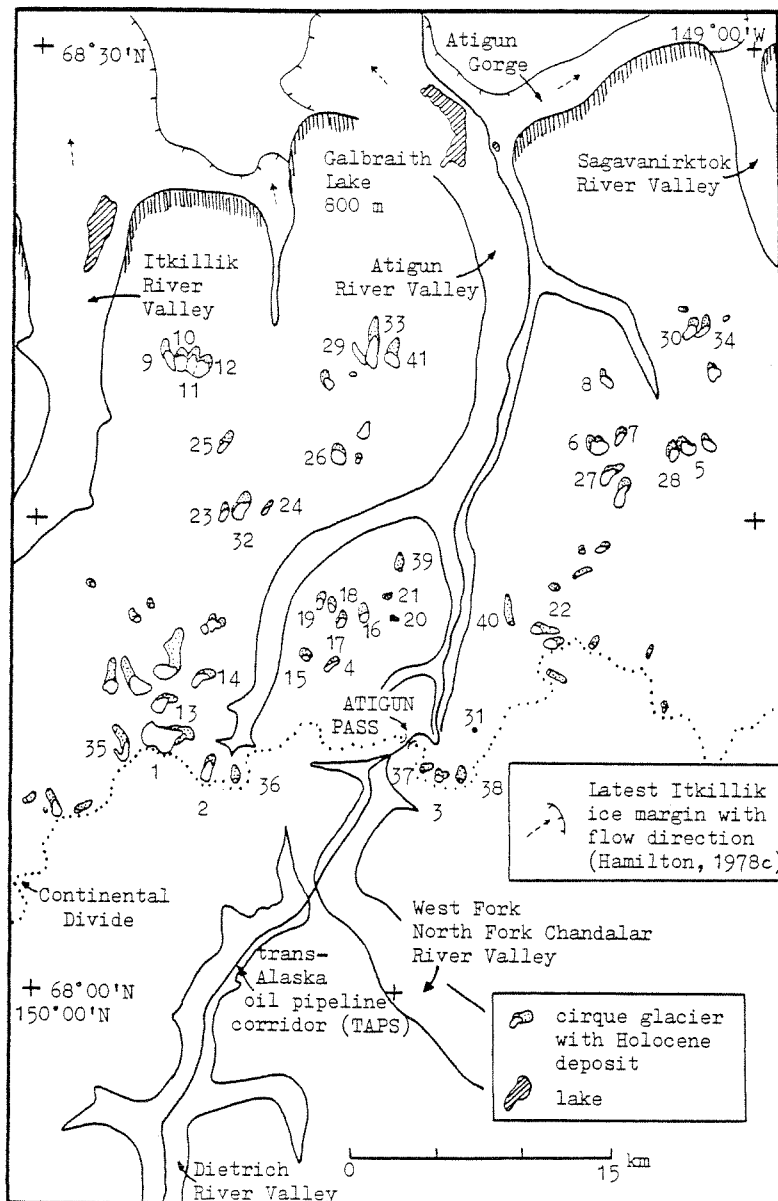 68°30'N
149°00'W
Atigun
Gorge
Galbraith
Lake
800 m
Sagavanirktok
River Valley
Itkillik
River
Valley
Atigun
River Valley
33
10
9
12
11
29
41
30
34
8
25
26
6
7
27
28
5
23
24
32
39
18
21
19
16
20
17
40
22
15
4
14
ATIGUN
PASS
31
13
35
1
2
36
37
3
38
Latest Itkillik
ice margin with
flow direction
(Hamilton, 1978c)
Continental
Divide
West Fork
North Fork Chandalar
River Valley
trans-
Alaska
oil pipeline
corridor (TAPS)
68°00'N
150°00'W
cirque glacier
with Holocene
deposit
lake
Dietrich
River Valley
0
15
km